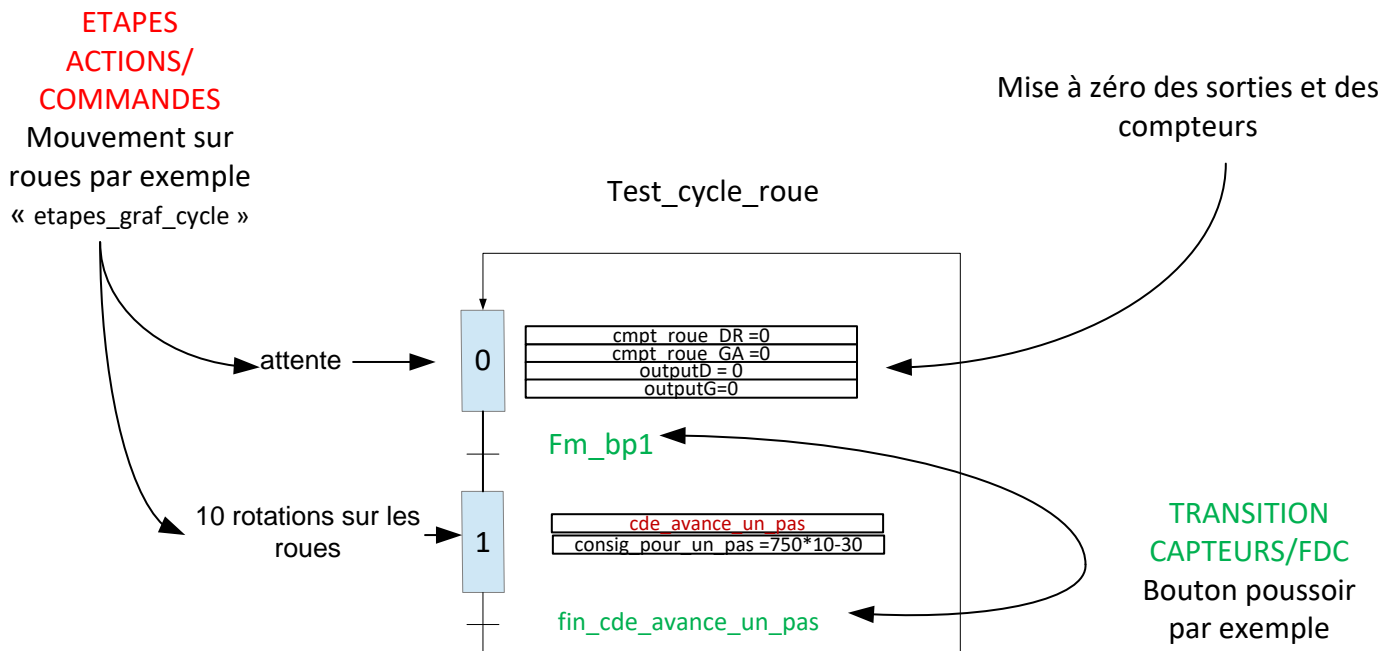 ETAPES
ACTIONS/
COMMANDES
Mouvement sur
roues par exemple
« etapes_graf_cycle »
Mise à zéro des sorties et des
compteurs
Test_cycle_roue
attente
0
cmpt_roue_DR =0
cmpt_roue_GA =0
outputD = 0
outputG=0
Fm_bp1
10 rotations sur les
roues
1
cde_avance_un_pas
consig_pour_un_pas =750*10-30
fin_cde_avance_un_pas
TRANSITION
CAPTEURS/FDC
Bouton poussoir
par exemple